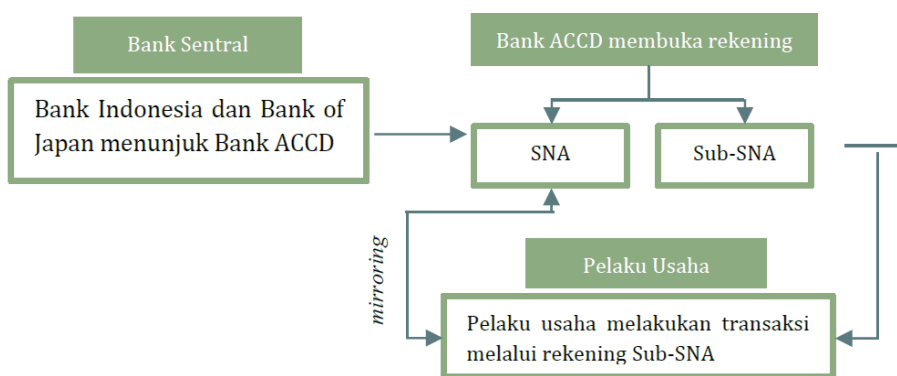 Bank Sentral
Bank Indonesia dan Bank of
Japan menunjuk Bank ACCD
Bank ACCD membuka rekening
SNA
Sub-SNA
mirroring
Pelaku Usaha
Pelaku usaha melakukan transaksi
melalui rekening Sub-SNA